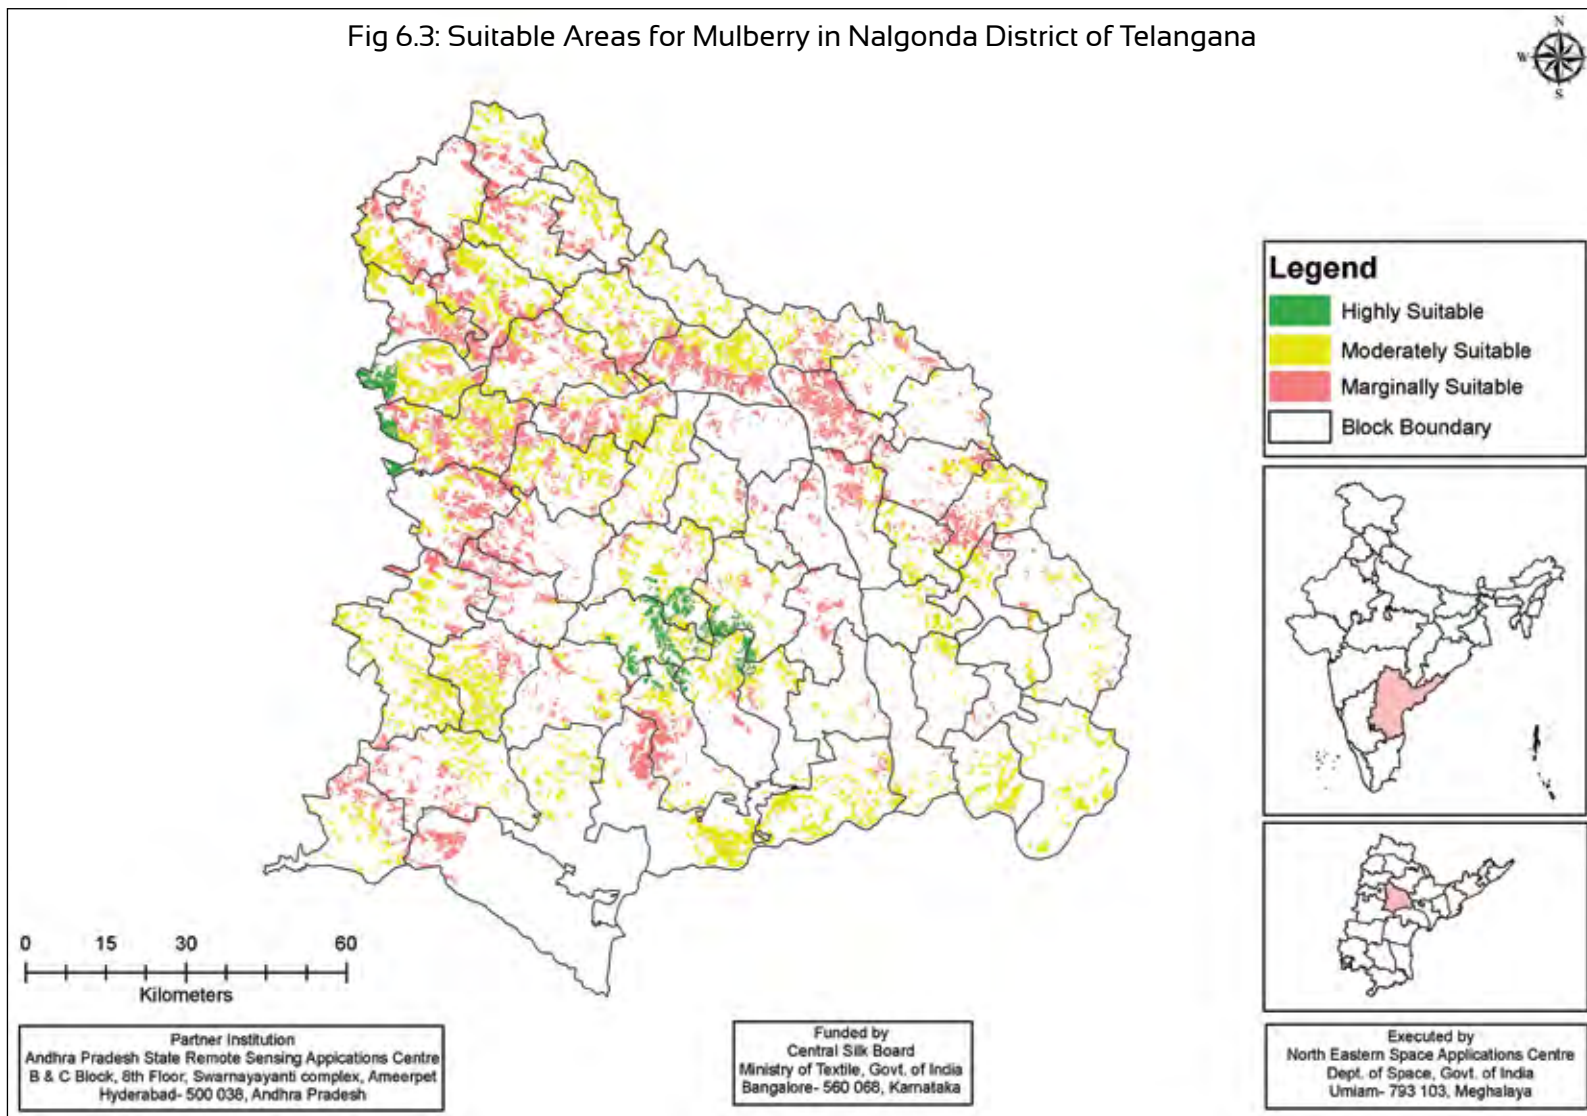 Fig 6.3: Suitable Areas for Mulberry in Nalgonda District of Telangana
N
W
S
Legend
Highly Suitable
Moderately Suitable
Marginally Suitable
Block Boundary
0 15 30 60
Kilometers
Partner Institution
Andhra Pradesh State Remote Sensing Appications Centre
B & C Block, 8th Floor, Swarnayayanti complex, Ameerpet
Hyderabad- 500 038, Andhra Pradesh
Funded by
Central Silk Board
Ministry of Textile, Govt. of India
Bangalore- 560 068, Karnataka
Executed by
North Eastern Space Applications Centre
Dept. of Space, Govt. of India
Umiam- 793 103, Meghalaya